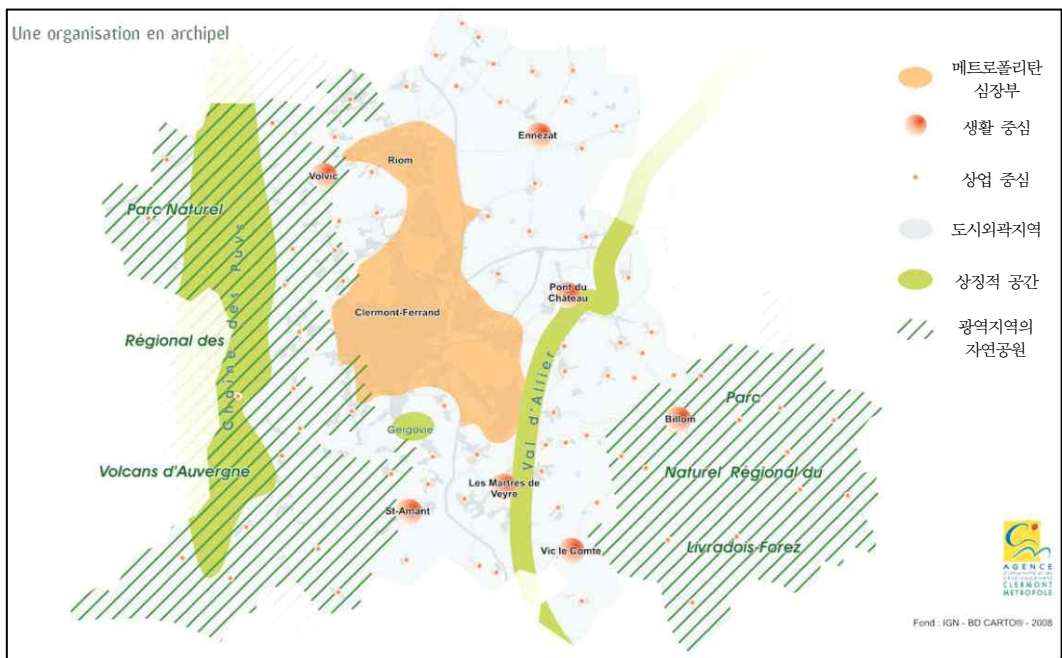 Une organisation en archipel
메트로폴리탄
심장부
생활 중심
상업 중심
도시외곽지역
상징적 공간
광역지역의
자연공원
Ennezat
Riom
Volvic
Parc Naturel
Chaîne des Puys
Pont du
Château
Clermont-Ferrand
Régional des
Val d'Allier
Parc
Billom
Gergovie
Volcans d'Auvergne
Naturel Régional du
Les Martres de
Veyre
St-Amant
Vic le Comte
Livradois-Forez
AGENCE
CLERMONT
METROPOLE
Fond : IGN - BD CARTO® - 2008